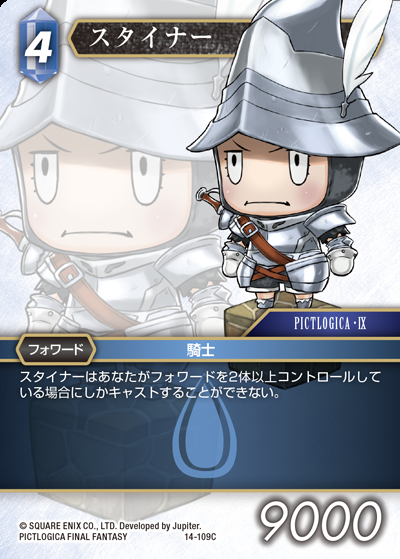 4
スタイナー
PICTLOGICA・IX
フォワード
騎士
スタイナーはあなたがフォワードを2体以上コントロールして
いる場合にしかキャストすることができない。
© SQUARE ENIX CO., LTD. Developed by Jupiter.
PICTLOGICA FINAL FANTASY
14-109C
9000